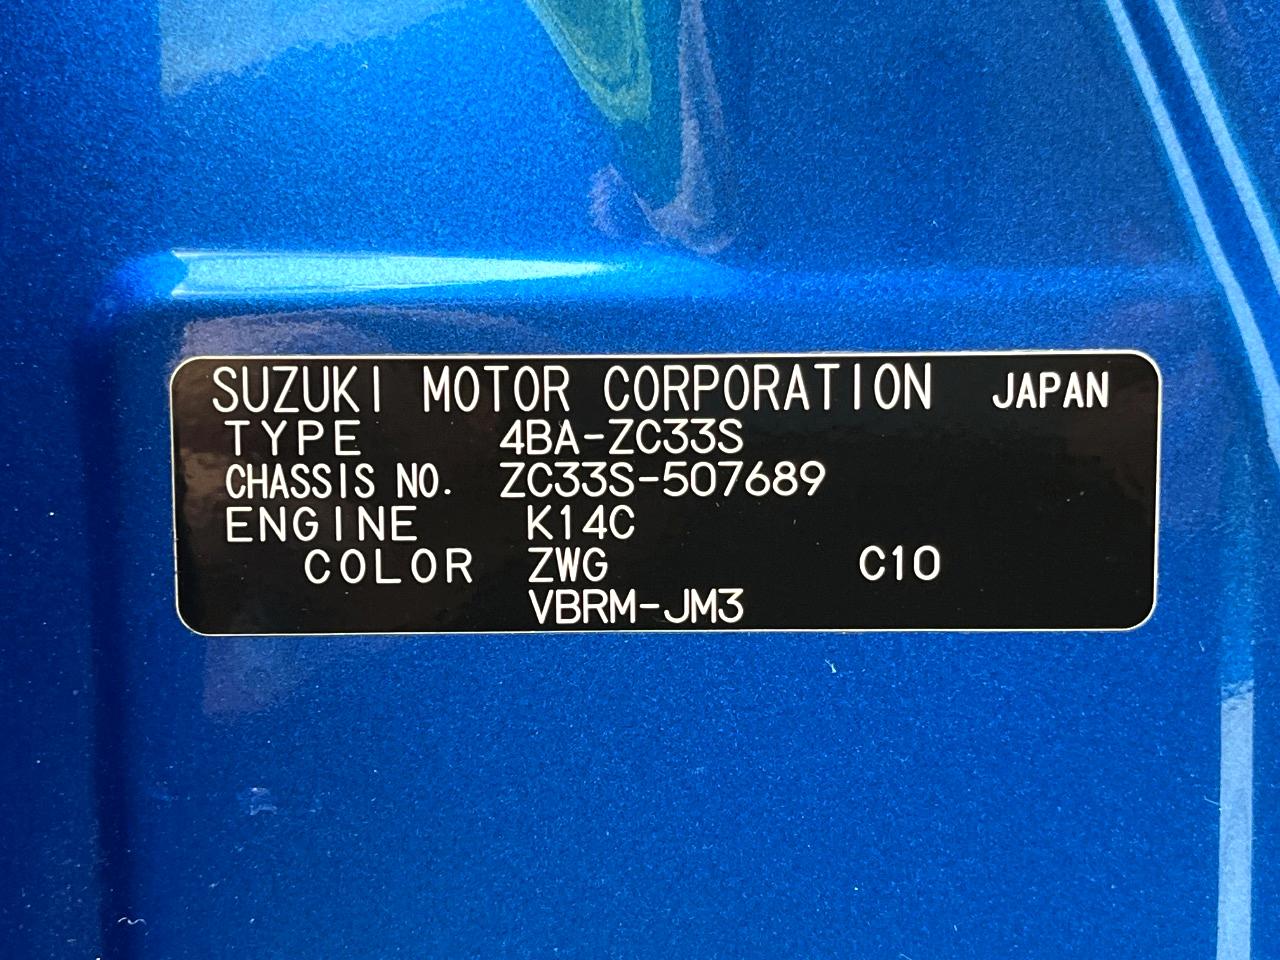 SUZUKI MOTOR CORPORATION JAPAN
TYPE 4BA-ZC33S
CHASSIS NO. ZC33S-507689
ENGINE K14C
COLOR ZWG C10
VBRM-JM3